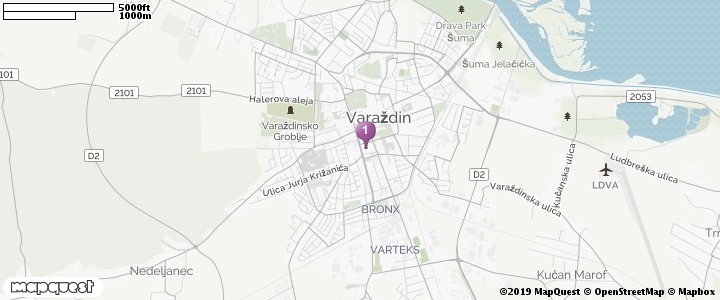 5000ft
1000m
Drava Park
Šuma
Šuma Jelačićka
2101
2101
2101
2053
Halerova aleja
Varaždin
Varaždinsko
Groblje
1
D2
D2
Ludbreška ulica
Ulica Jurja Križanića
Kučanska ulica
LDVA
Varaždinska ulica
BRONX
VARTEKS
Trn
Nedeljanec
Kućan Marof
mapquest
©2019 MapQuest © OpenStreetMap © Mapbox